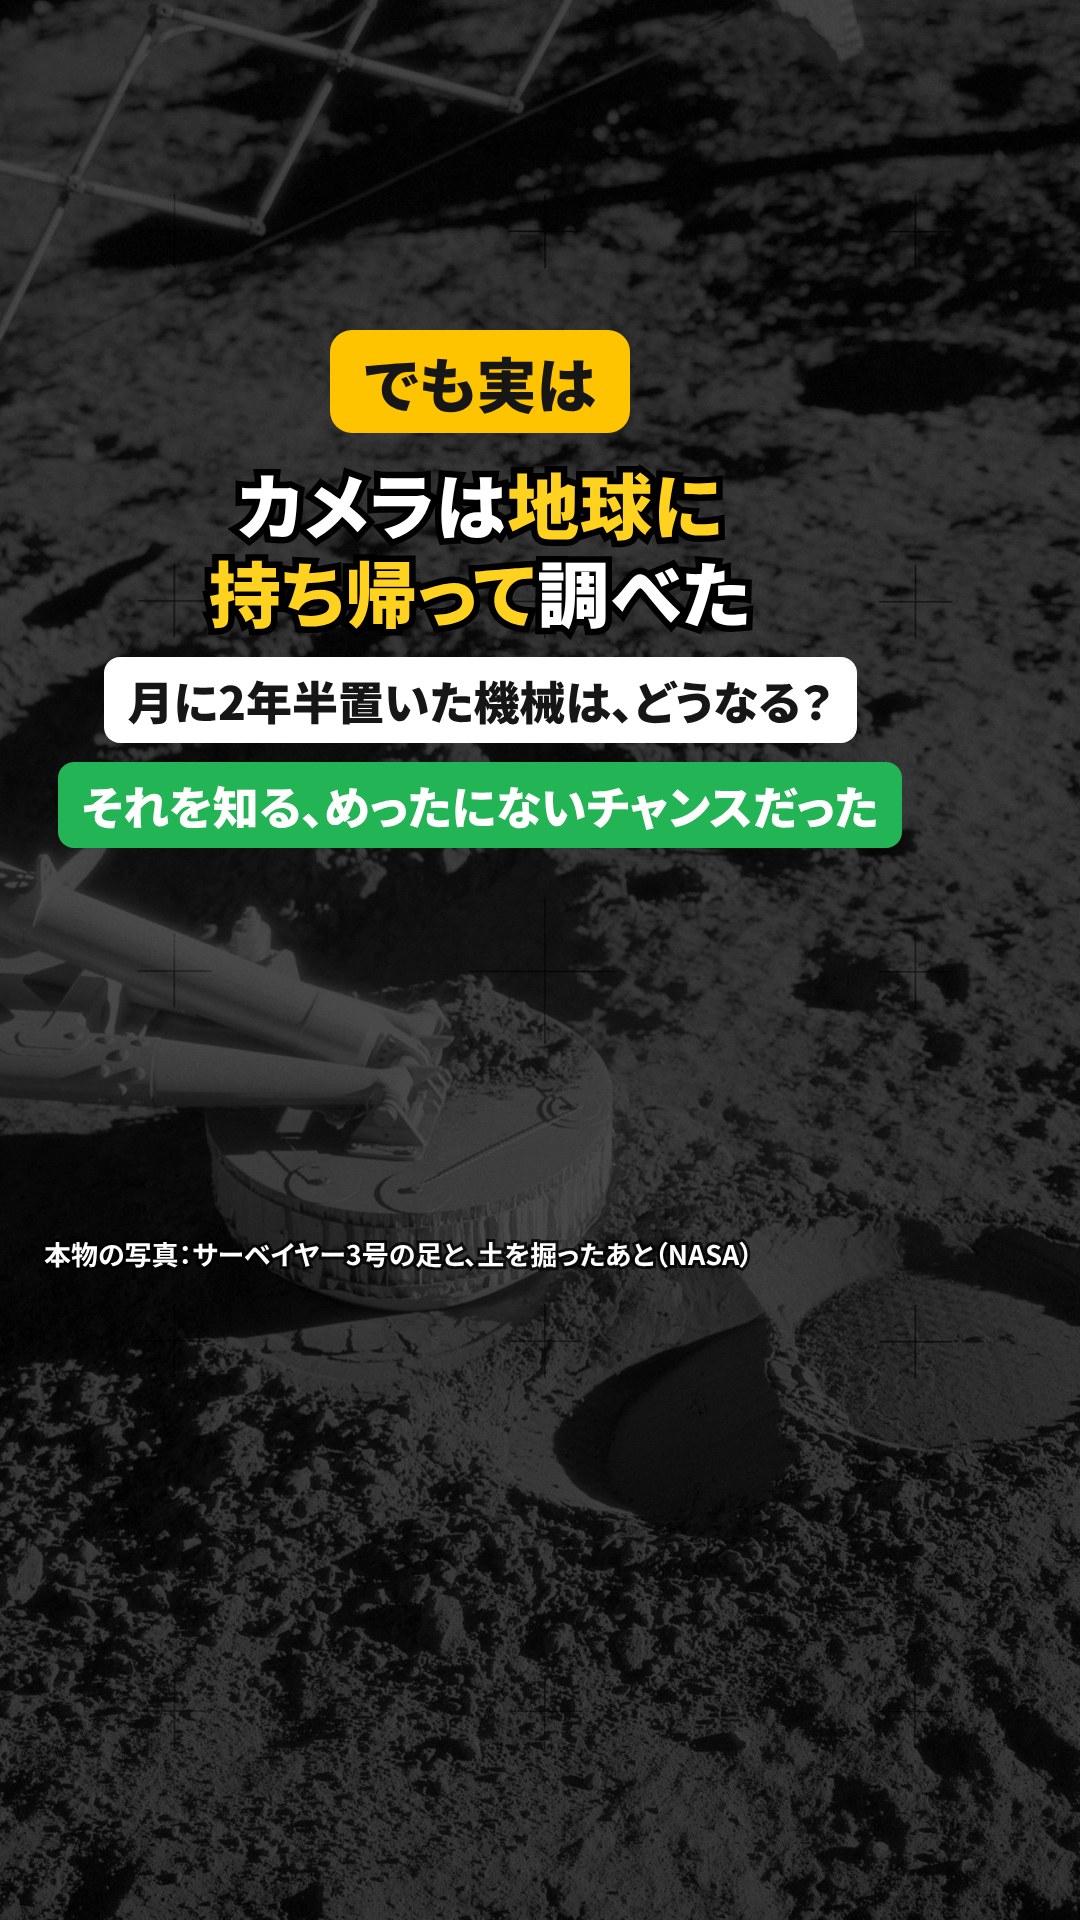 でも実は
カメラは地球に
持ち帰って調べた
月に2年半置いた機械は、どうなる？
それを知る、めったにないチャンスだった
本物の写真：サーベイヤー3号の足と、土を掘ったあと（NASA）